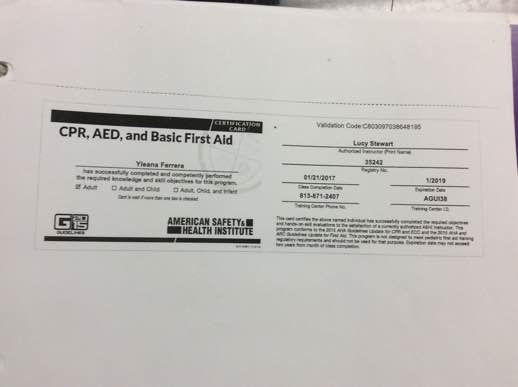 CERTIFICATION
CARD
CPR, AED, and Basic First Aid
Yleana Ferrera
has successfully completed and competently performed
the required knowledge and skill objectives for this program.
Adult
Adult and Child
Adult, Child, and Infant
Card is void if more than one box is checked
G 2015
GUIDELINES
AMERICAN SAFETY&
HEALTH INSTITUTE
Validation Code:C803097038648195
Lucy Stewart
Authorized Instructor (Print Name)
35242
Registry No.
01/21/2017
1/2019
Class Completion Date
Expiration Date
813-671-2407
AGUI38
Training Center Phone No.
Training Center I.D.
This card certifies the above named individual has successfully completed the required objectives
and hands-on skill evaluations to the satisfaction of a currently authorized ASHI Instructor. This
program conforms to the 2015 AHA Guidelines Update for CPR and ECC and the 2015 AHA and
ARC Guidelines Update for First Aid. This program is not designed to meet pediatric first aid training
regulatory requirements and should not be used for that purpose. Expiration date may not exceed
two years from month of class completion.